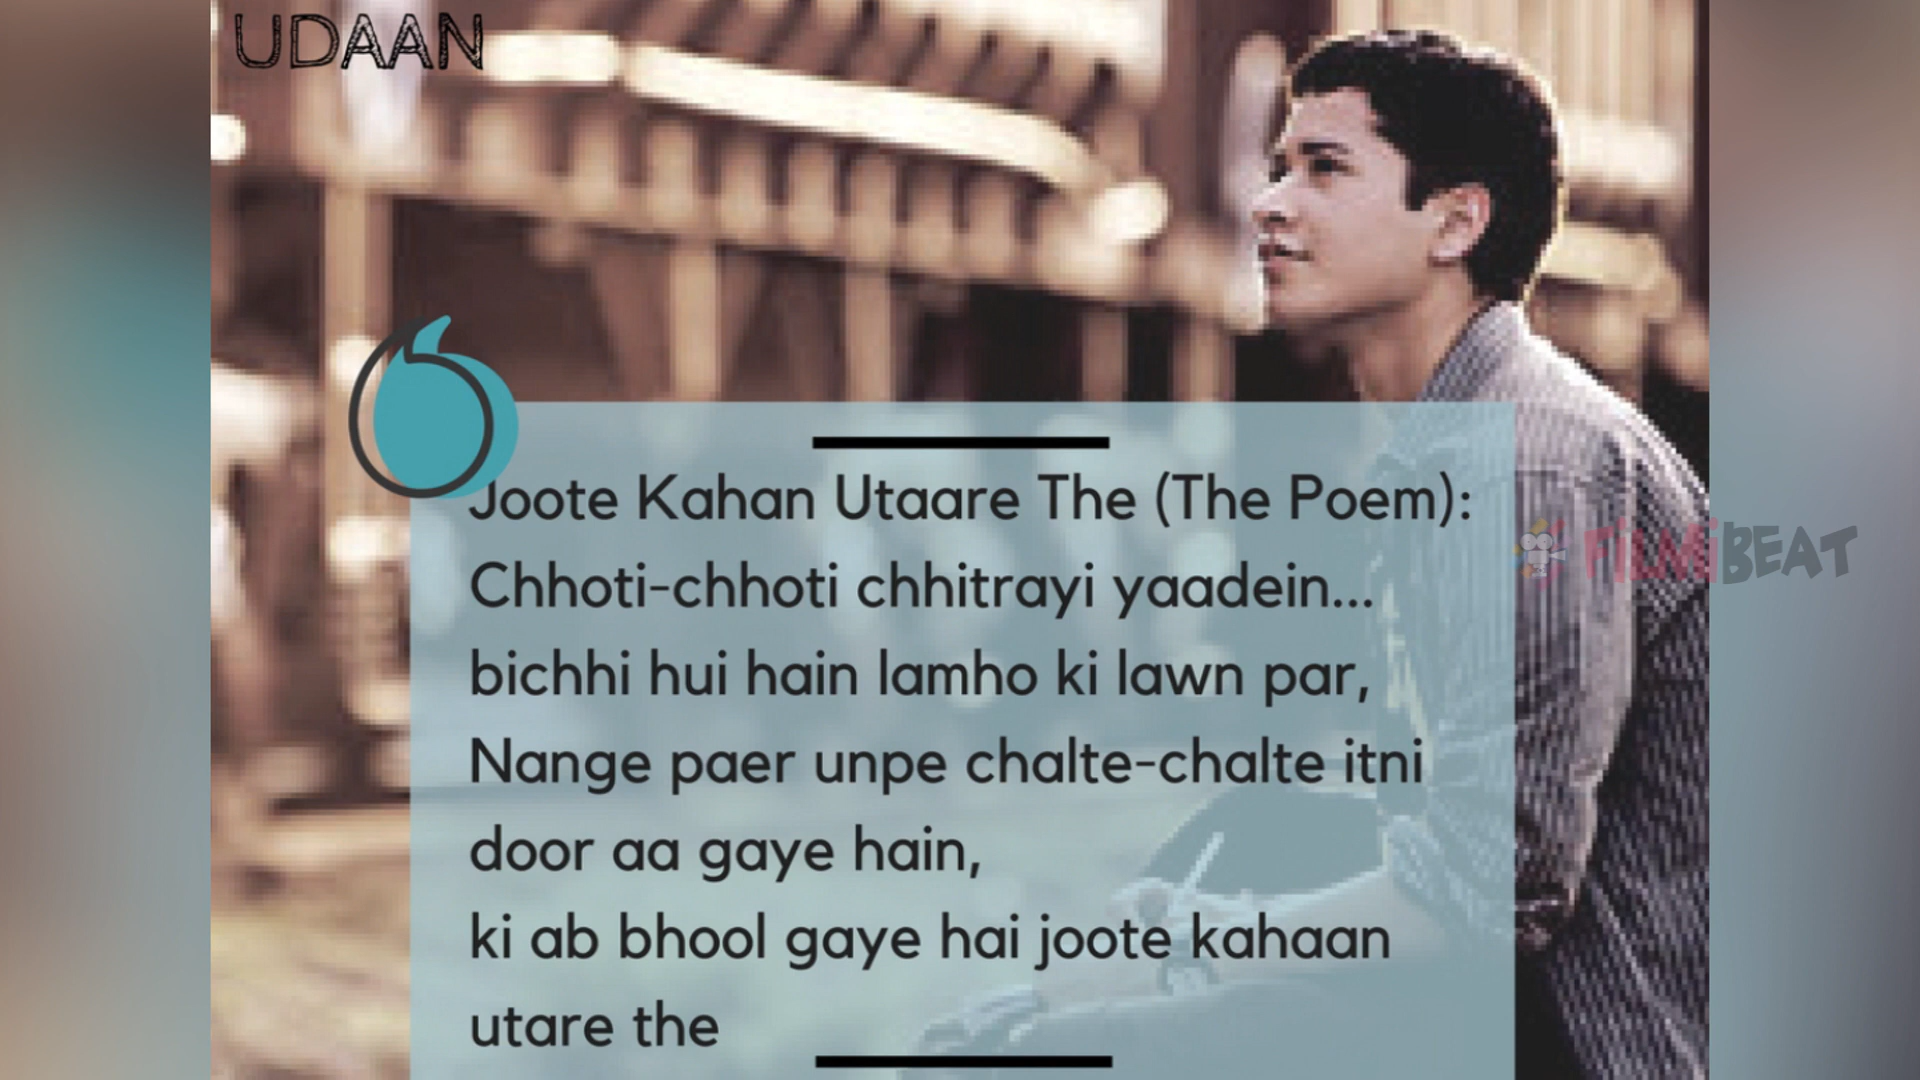 UDAAN
Joote Kahan Utaare The (The Poem):
Chhoti-chhoti chhitrayi yaadein...
bichhi hui hain lamho ki lawn par,
Nange paer unpe chalte-chalte itni
door aa gaye hain,
ki ab bhool gaye hai joote kahaan
utare the
FiLMiBEAT